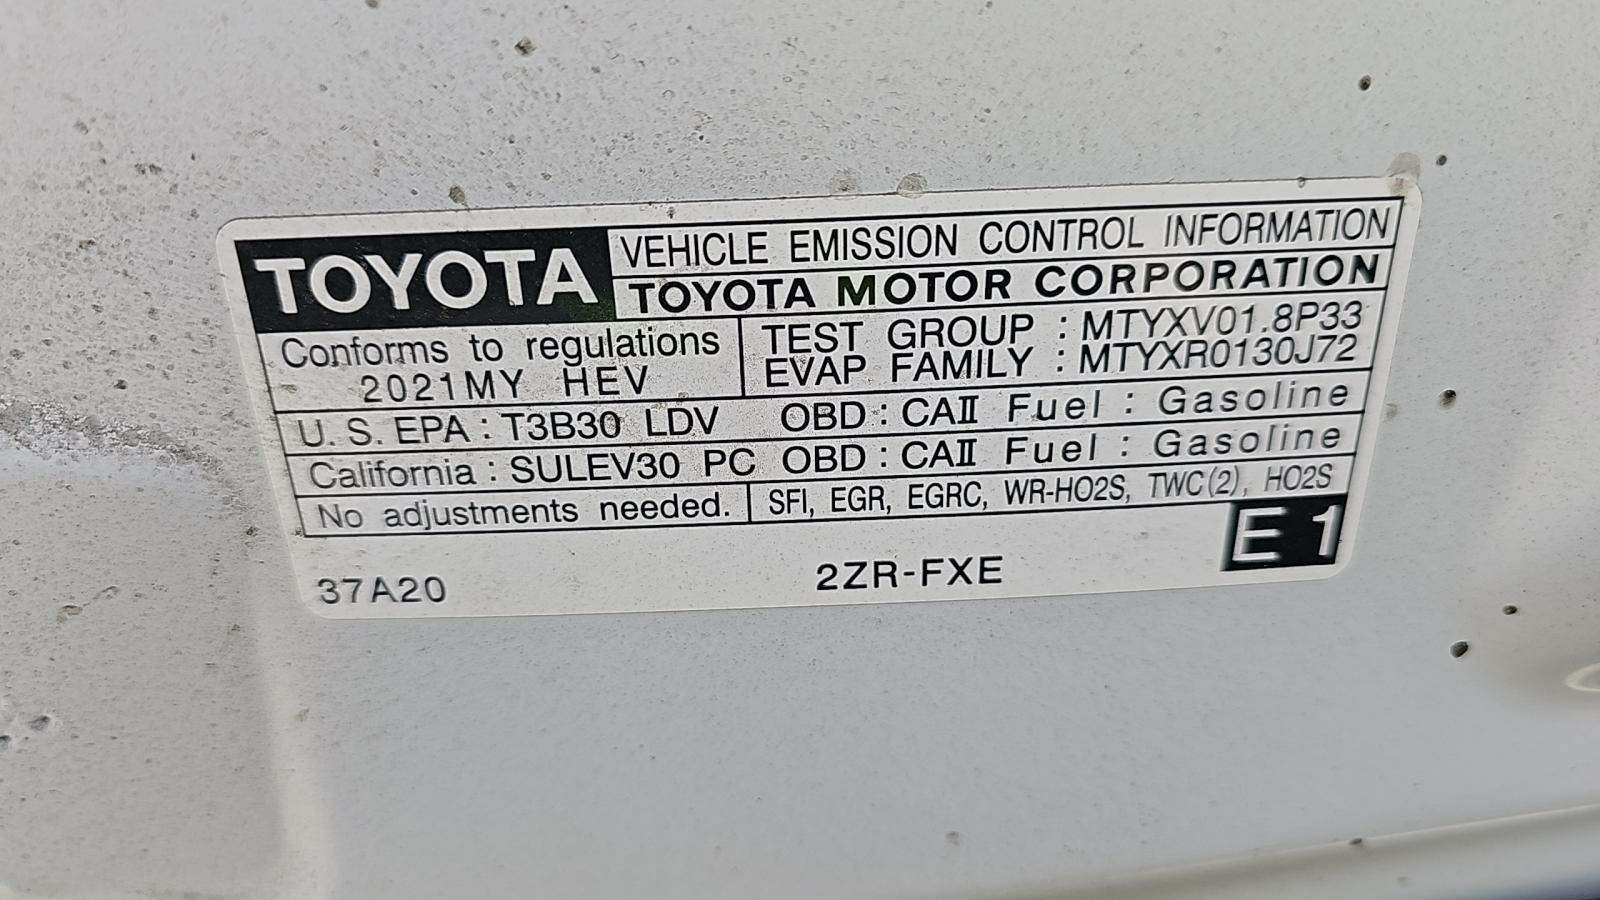 TOYOTA
VEHICLE EMISSION CONTROL INFORMATION
TOYOTA MOTOR CORPORATION
Conforms to regulations
2021MY HEV
TEST GROUP : MTYXV01.8P33
EVAP FAMILY : MTYXR0130J72
U. S. EPA : T3B30 LDV OBD : CAII Fuel : Gasoline
California : SULEV30 PC OBD : CAII Fuel : Gasoline
No adjustments needed.
SFI, EGR, EGRC, WR-HO2S, TWC(2), HO2S
E 1
37A20
2ZR-FXE